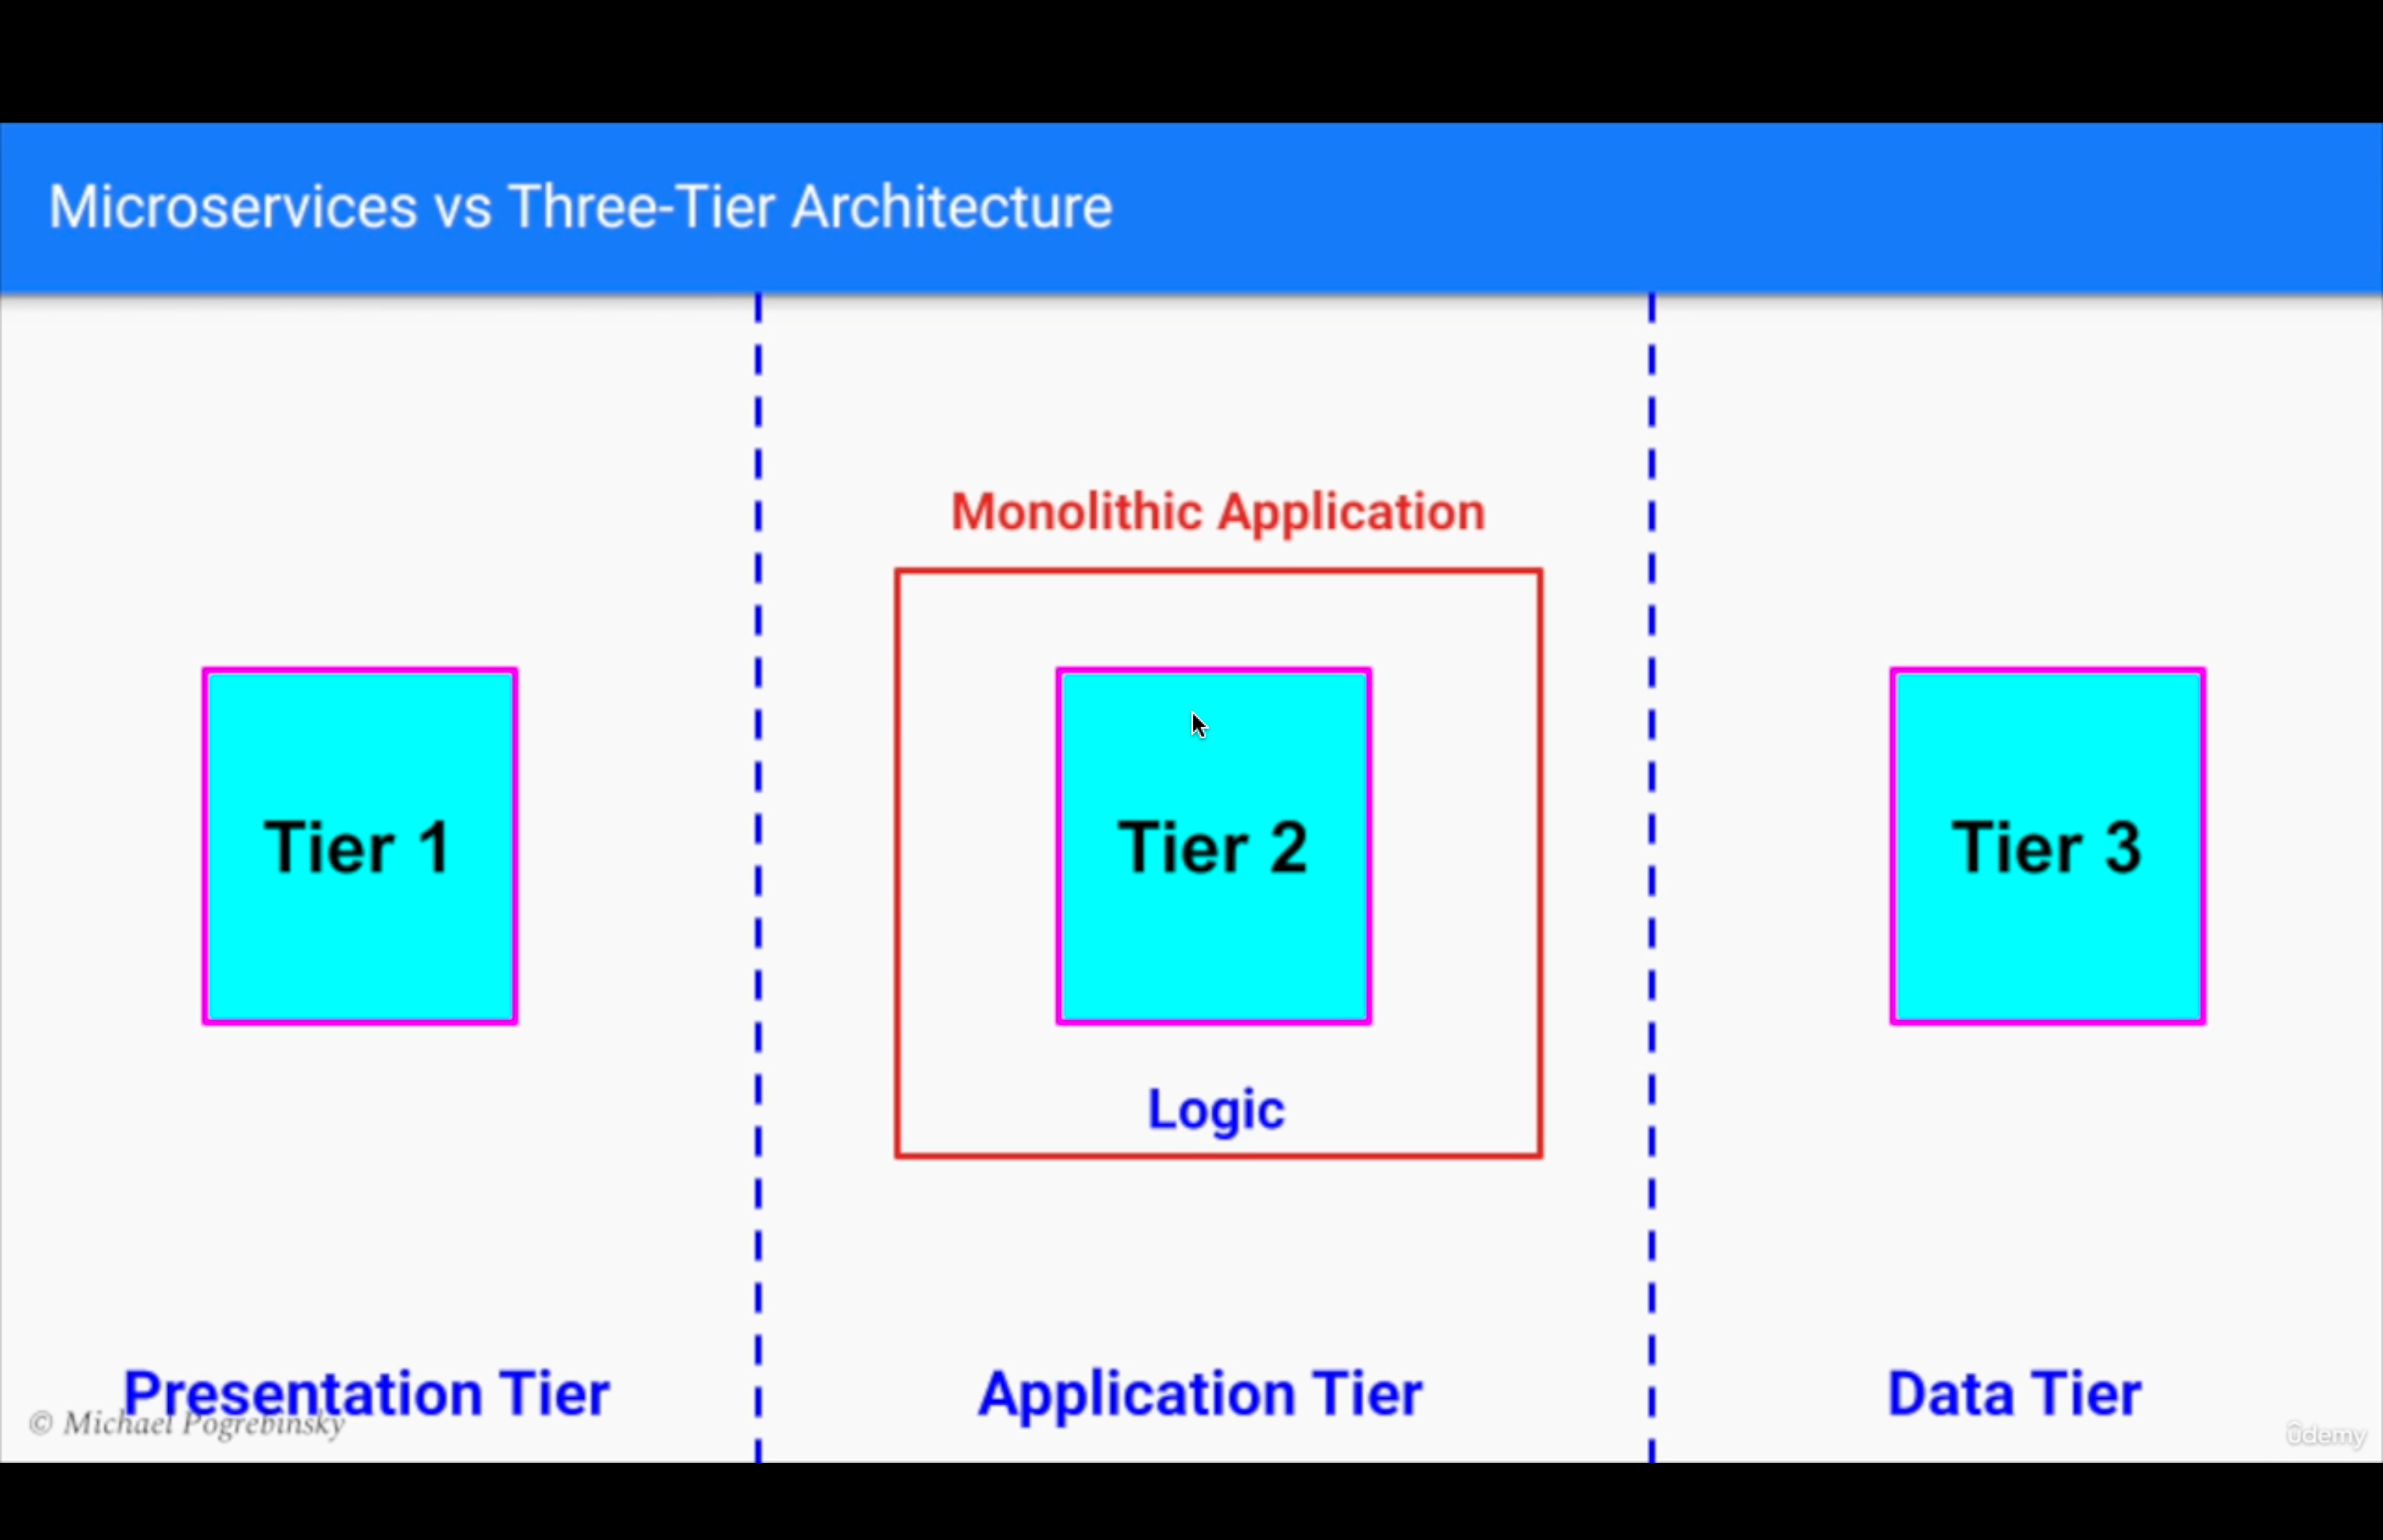 Microservices vs Three-Tier Architecture
Monolithic Application
Tier 1
Tier 2
Tier 3
Logic
Presentation Tier
Application Tier
Data Tier
© Michael Pogrebinsky
ûdemy